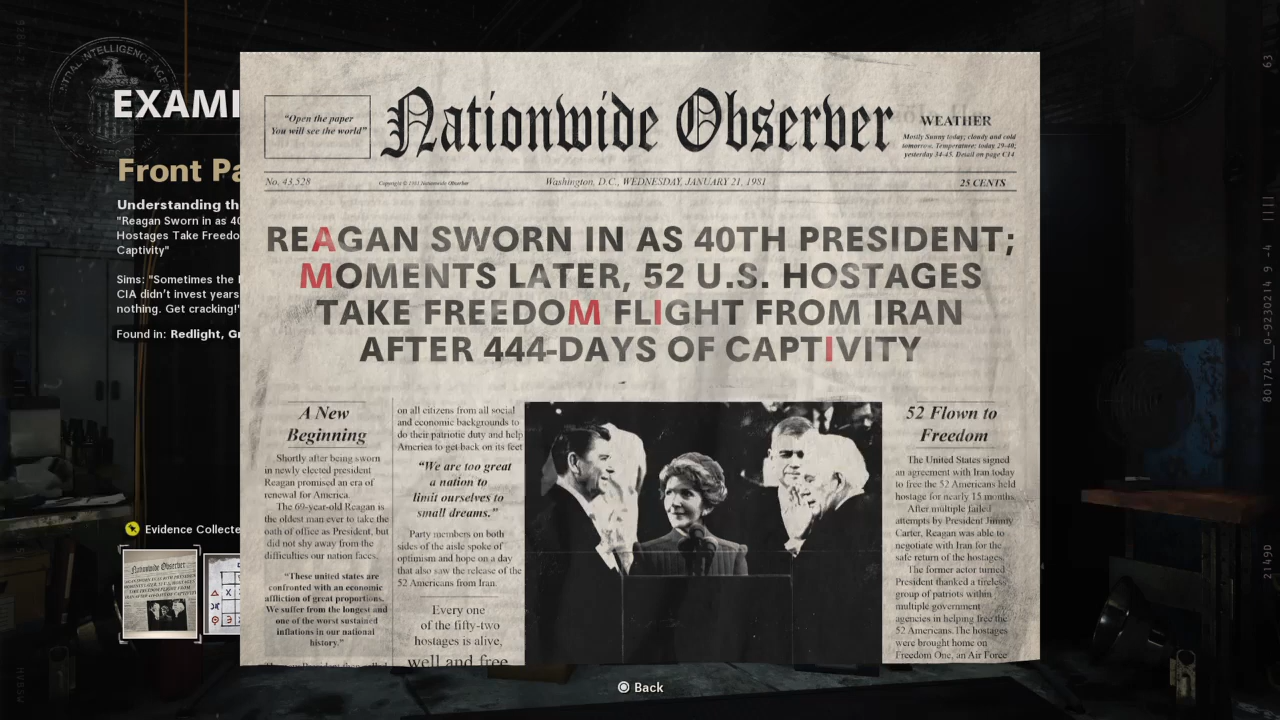 EXAMI
Front Pa
Understanding th
"Reagan Sworn in as 40
Hostages Take Freedo
Captivity"
Sims: "Sometimes the
CIA didn't invest years
nothing. Get cracking!"
Found in: Redlight, Gr
Evidence Collecte
"Open the paper
You will see the world"
Nationwide Observer
WEATHER
Mostly Sunny today; cloudy and cold
tomorrow. Temperature: today 29-40;
yesterday 34-45. Detail on page C14
No. 43,528
Copyright © 1981 Nationwide Observer
Washington, D.C., WEDNESDAY, JANUARY 21, 1981
25 CENTS
REAGAN SWORN IN AS 40TH PRESIDENT;
MOMENTS LATER, 52 U.S. HOSTAGES
TAKE FREEDOM FLIGHT FROM IRAN
AFTER 444-DAYS OF CAPTIVITY
A New
Beginning
Shortly after being sworn
in newly elected president
Reagan promised an era of
renewal for America.
The 69-year-old Reagan is
the oldest man ever to take the
oath of office as President, but
did not shy away from the
difficulties our nation faces.
"These united states are
confronted with an economic
affliction of great proportions.
We suffer from the longest and
one of the worst sustained
inflations in our national
history."
on all citizens from all social
and economic backgrounds to
do their patriotic duty and help
America to get back on its feet
"We are too great
a nation to
limit ourselves to
small dreams."
Party members on both
sides of the aisle spoke of
optimism and hope on a day
that also saw the release of the
52 Americans from Iran.
Every one
of the fifty-two
hostages is alive,
well and free
52 Flown to
Freedom
The United States signed
an agreement with Iran today
to free the 52 Americans held
hostage for nearly 15 months.
After multiple failed
attempts by President Jimmy
Carter, Reagan was able to
negotiate with Iran for the
safe return of the hostages.
The former actor turned
President thanked a tireless
group of patriots within
multiple government
agencies in helping free the
52 Americans. The hostages
were brought home on
Freedom One, an Air Force
Back